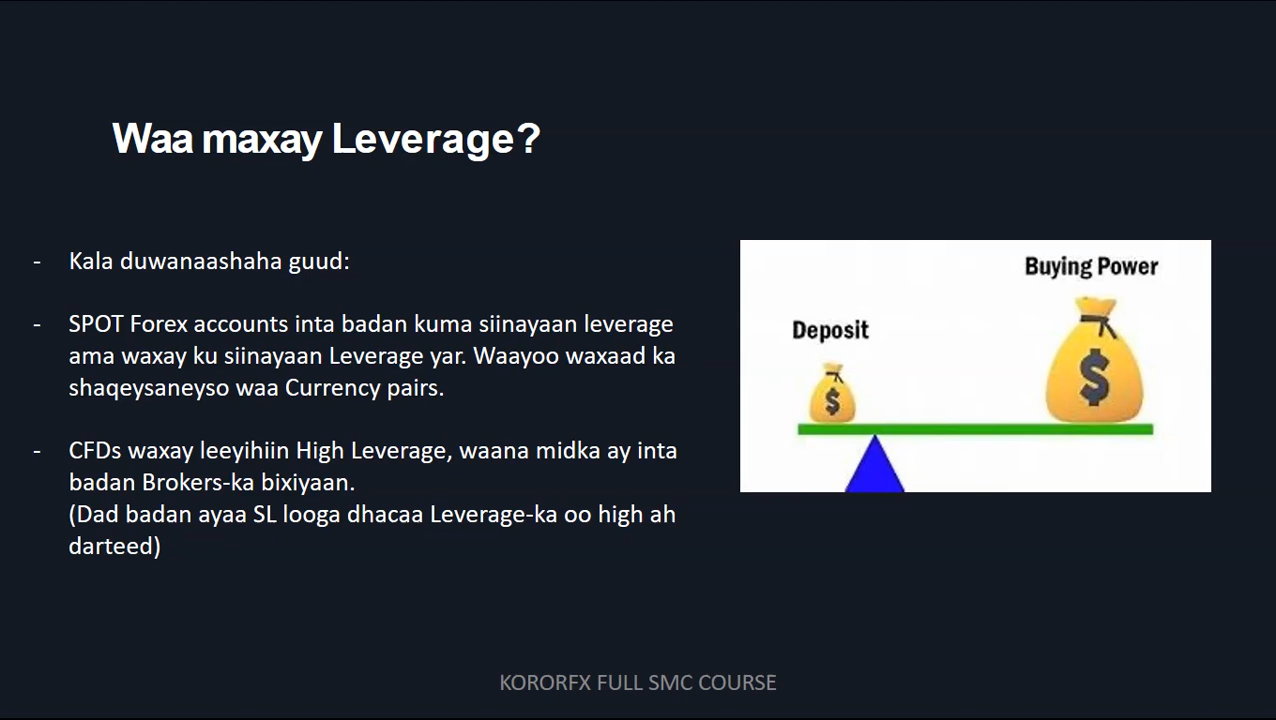 Waa maxay Leverage?
- Kala duwanaashaha guud:
- SPOT Forex accounts inta badan kuma siinayaan leverage
ama waxay ku siinayaan Leverage yar. Waayoo waxaad ka
shaqeysaneyso waa Currency pairs.
- CFDs waxay leeyihiin High Leverage, waana midka ay inta
badan Brokers-ka bixiyaan.
(Dad badan ayaa SL looga dhacaa Leverage-ka oo high ah
darteed)
Buying Power
Deposit
$
$
KORORFX FULL SMC COURSE